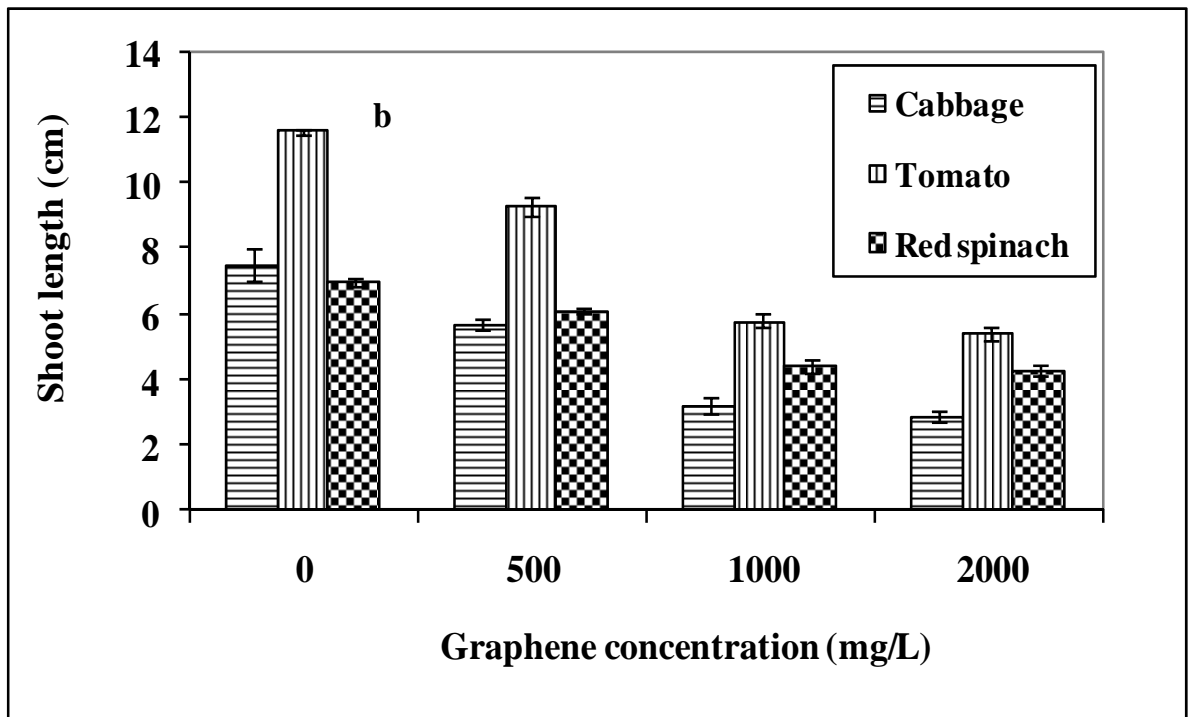 Shoot length (cm)
14
12
10
8
6
4
2
0
b
Cabbage
Tomato
Red spinach
0 500 1000 2000
Graphene concentration (mg/L)